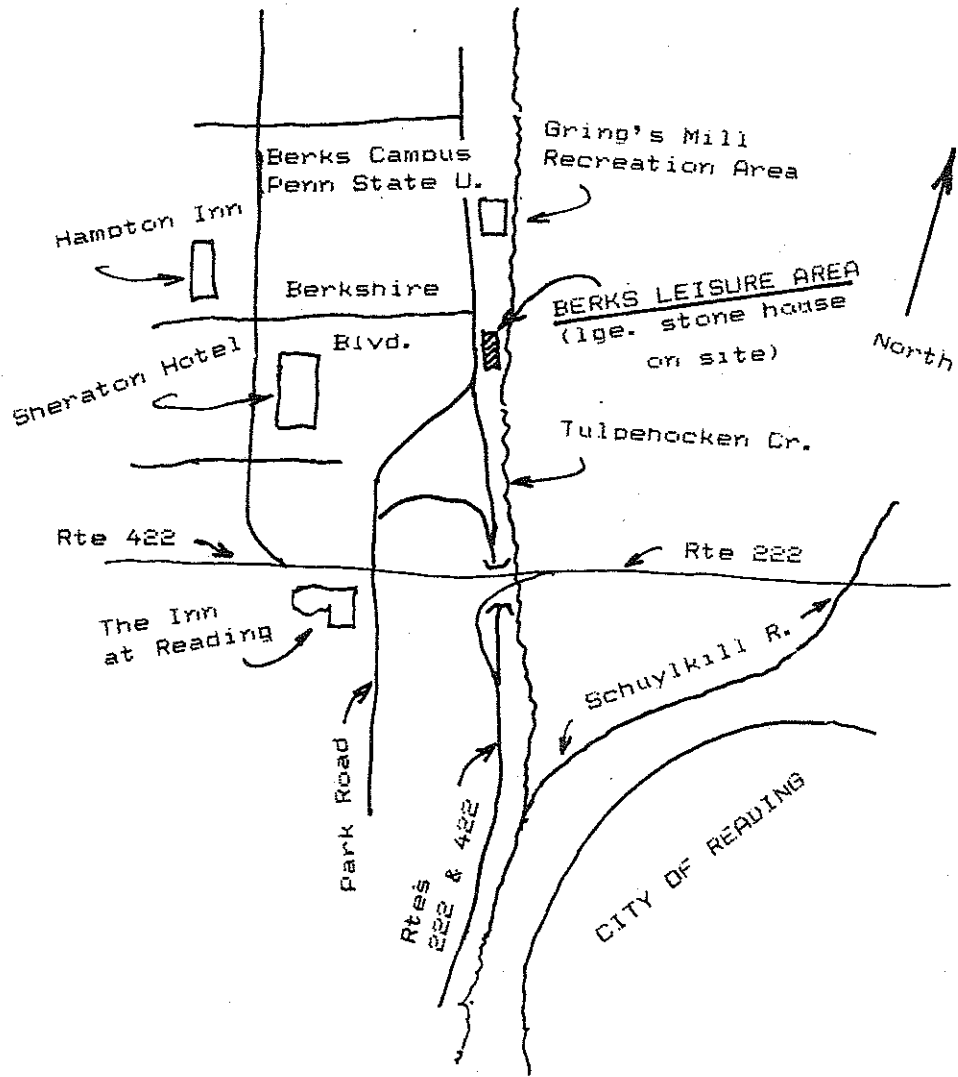 Gring's Mill
Recreation Area
Berks Campus
Penn State U.
Hampton Inn
BERKS LEISURE AREA
(lge. stone house
on site)
North
Berkshire
Blvd.
Sheraton Hotel
Tulpehocken Cr.
Rte 422
Rte 222
The Inn
at Reading
Schuylkill R.
Park Road
Rtes
222 & 422
CITY OF READING